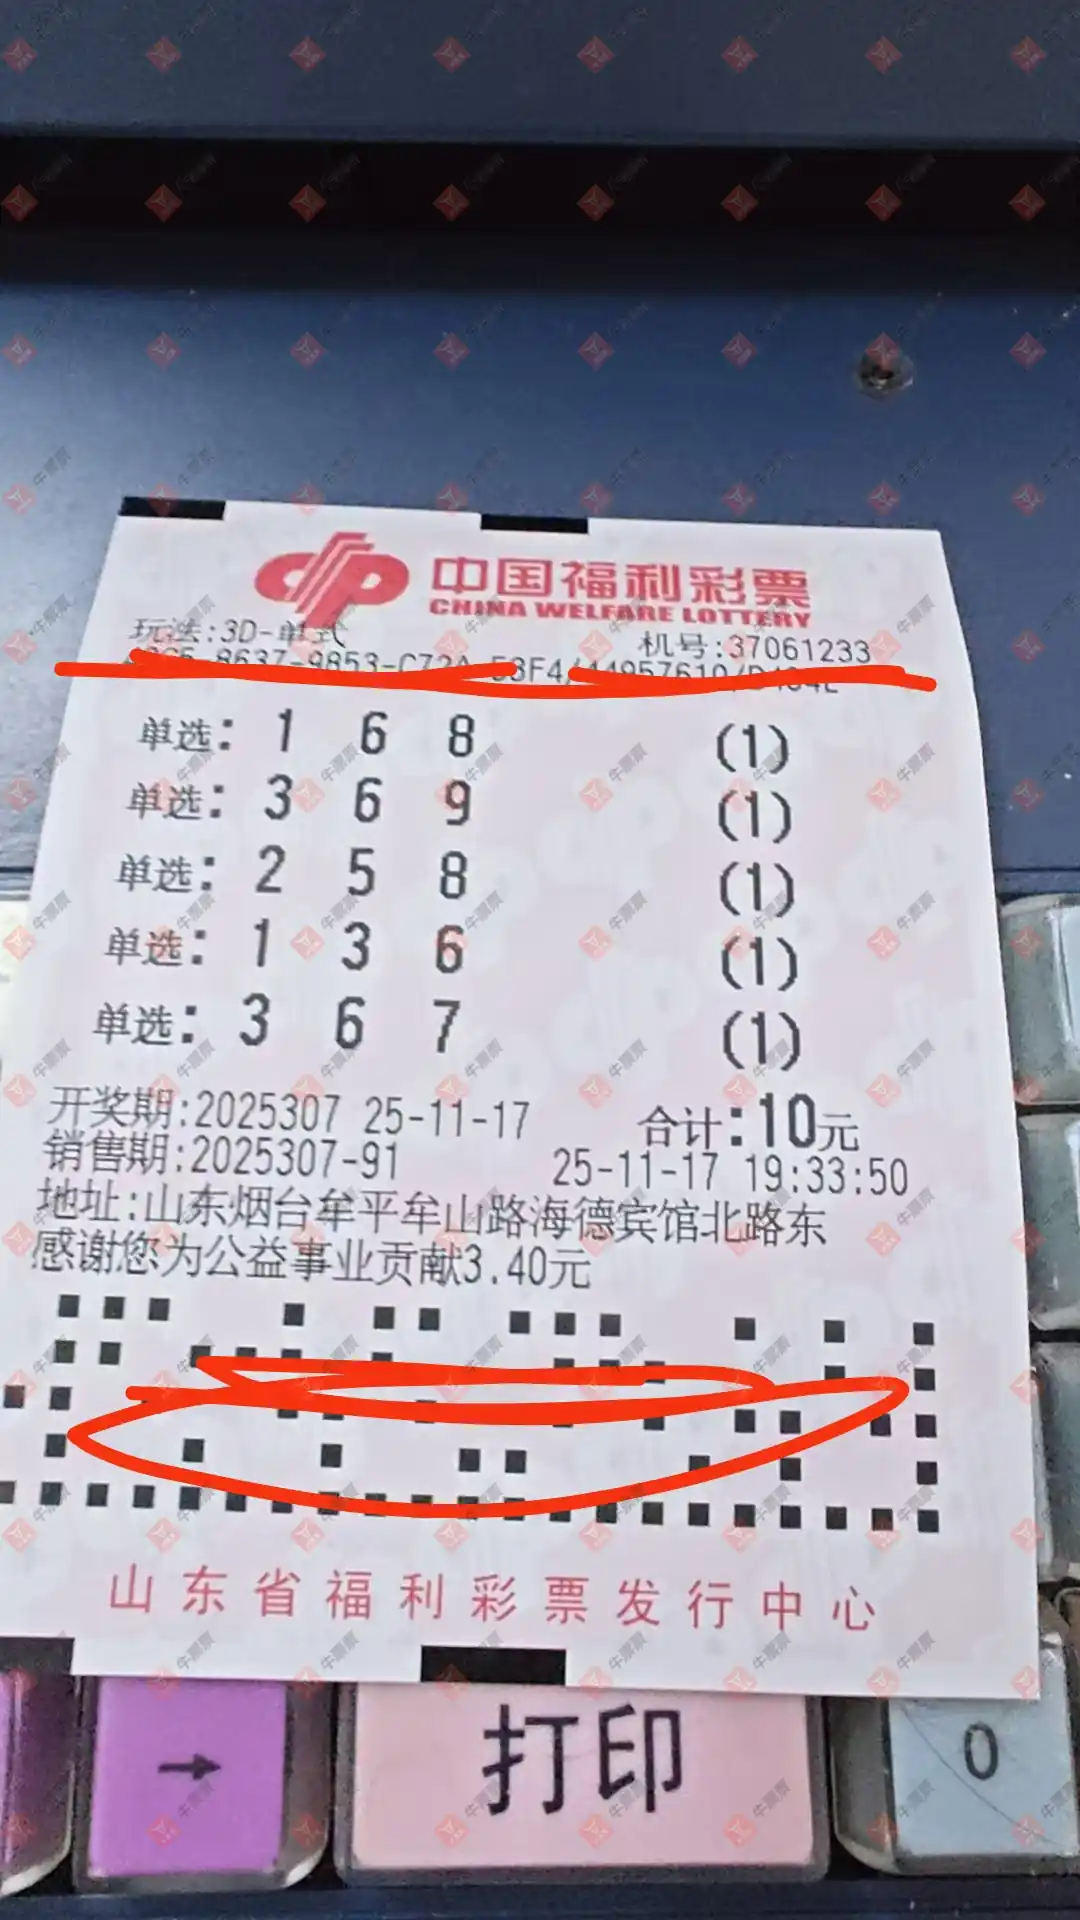 中国福利彩票
CHINA WELFARE LOTTERY
玩法:3D-单式 机号:37061233
8637-9853-C72A-53F4/44957610/
单选: 1 6 8 (1)
单选: 3 6 9 (1)
单选: 2 5 8 (1)
单选: 1 3 6 (1)
单选: 3 6 7 (1)
开奖期:2025307 25-11-17 合计:10元
销售期:2025307-91 25-11-17 19:33:50
地址:山东烟台牟平牟山路海德宾馆北路东
感谢您为公益事业贡献3.40元
山东省福利彩票发行中心
→ 打印 0